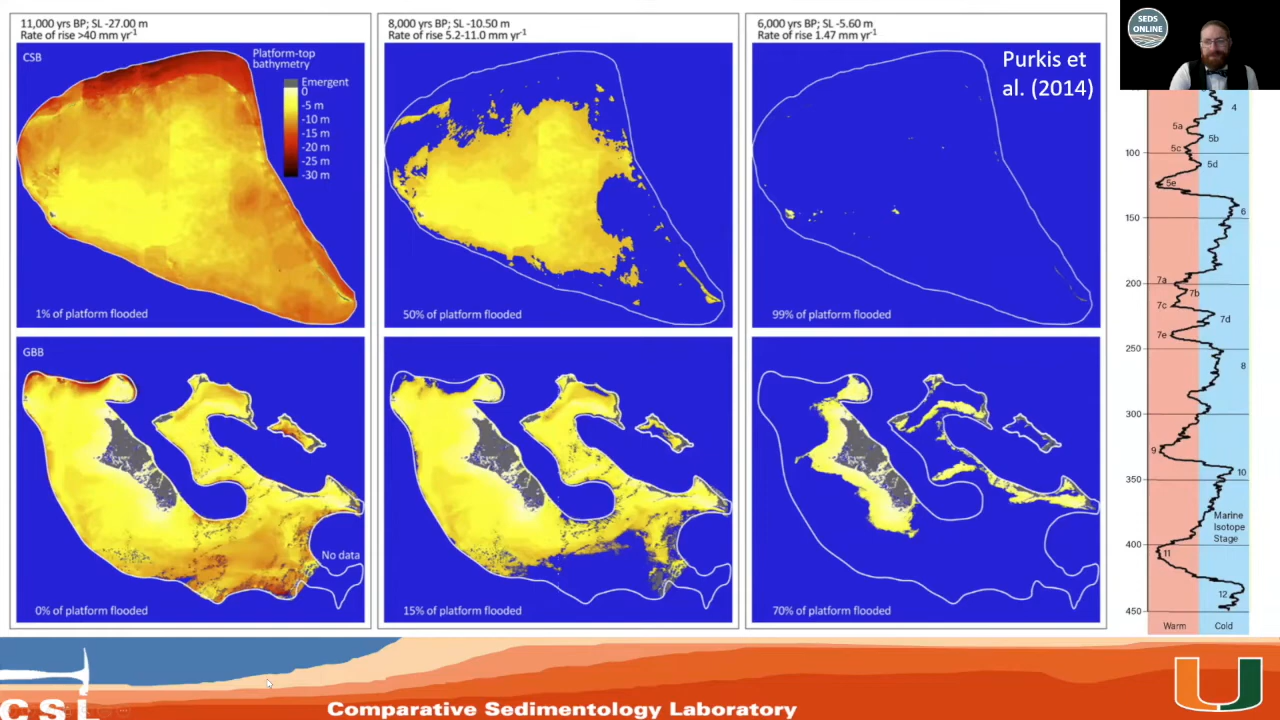 11,000 yrs BP; SL -27.00 m
Rate of rise >40 mm yr-1
CSB
Platform-top
bathymetry
Emergent
0
-5 m
-10 m
-15 m
-20 m
-25 m
-30 m
1% of platform flooded
8,000 yrs BP; SL -10.50 m
Rate of rise 5.2-11.0 mm yr-1
50% of platform flooded
6,000 yrs BP; SL -5.60 m
Rate of rise 1.47 mm yr-1
Purkis et
al. (2014)
99% of platform flooded
GBB
No data
0% of platform flooded
15% of platform flooded
70% of platform flooded
SEDS
ONLINE
4
5a
5b
5c
100
5d
5e
6
150
7a
200
7b
7c
7d
7e
250
8
300
9
10
350
Marine
Isotope
Stage
400
11
12
450
Warm
Cold
CSL
Comparative Sedimentology Laboratory
U